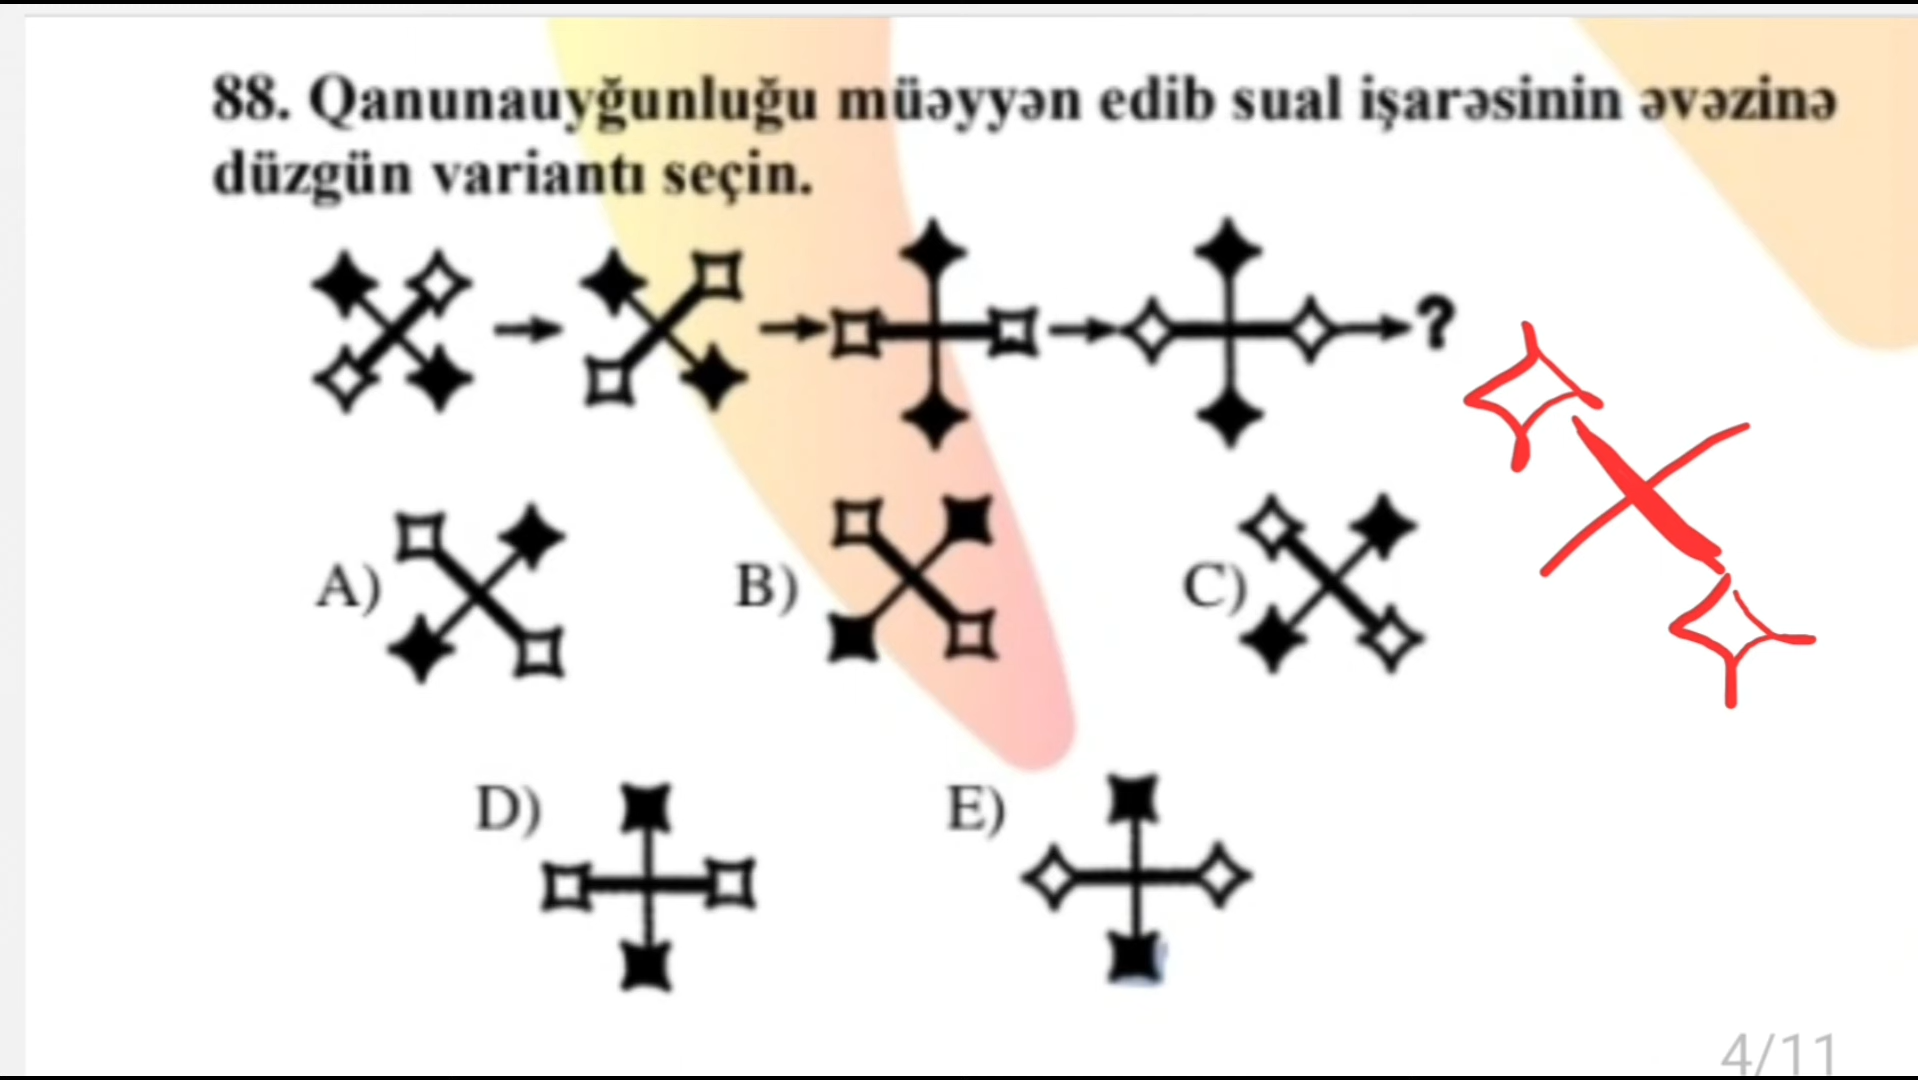 88. Qanunauyğunluğu müəyyən edib sual işarəsinin əvəzinə
düzgün variantı seçin.
?
A)
B)
C)
D)
E)
4/11